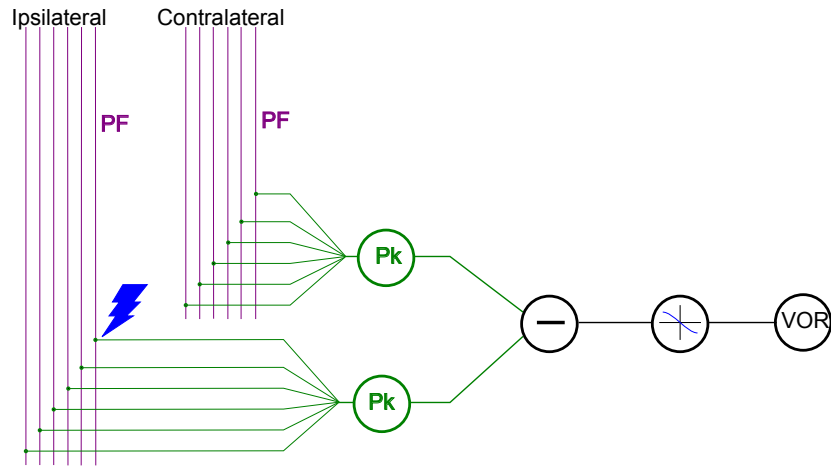 Ipsilateral
Contralateral
PF
PF
Pk
VOR
Pk